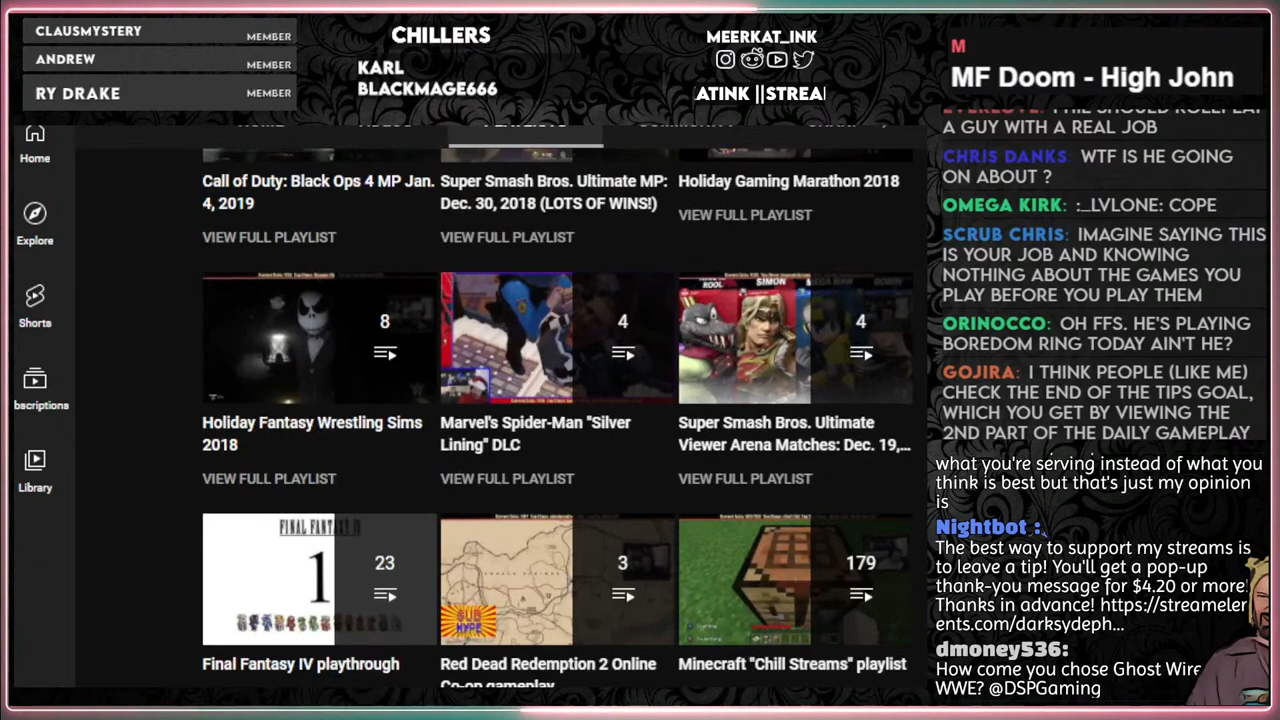 CLAUSMYSTERY MEMBER
ANDREW MEMBER
RY DRAKE MEMBER
CHILLERS
KARL
BLACKMAGE666
MEERKAT_INK
ATINK ||STREA
M
MF Doom - High John
Home
Explore
Shorts
bscriptions
Library
Call of Duty: Black Ops 4 MP Jan.
4, 2019
VIEW FULL PLAYLIST
Super Smash Bros. Ultimate MP:
Dec. 30, 2018 (LOTS OF WINS!)
VIEW FULL PLAYLIST
Holiday Gaming Marathon 2018
VIEW FULL PLAYLIST
8
Holiday Fantasy Wrestling Sims
2018
VIEW FULL PLAYLIST
4
Marvel's Spider-Man "Silver
Lining" DLC
VIEW FULL PLAYLIST
ROOL
SIMON
4
Super Smash Bros. Ultimate
Viewer Arena Matches: Dec. 19,...
VIEW FULL PLAYLIST
FINAL FANTASY IV
1
23
Final Fantasy IV playthrough
SUB
HYPE
3
Red Dead Redemption 2 Online
Co-op gameplay
179
Minecraft "Chill Streams" playlist
A GUY WITH A REAL JOB
CHRIS DANKS: WTF IS HE GOING
ON ABOUT ?
OMEGA KIRK: :_LVLONE: COPE
SCRUB CHRIS: IMAGINE SAYING THIS
IS YOUR JOB AND KNOWING
NOTHING ABOUT THE GAMES YOU
PLAY BEFORE YOU PLAY THEM
ORINOCCO: OH FFS. HE'S PLAYING
BOREDOM RING TODAY AIN'T HE?
GOJIRA: I THINK PEOPLE (LIKE ME)
CHECK THE END OF THE TIPS GOAL,
WHICH YOU GET BY VIEWING THE
2ND PART OF THE DAILY GAMEPLAY
what you're serving instead of what you
think is best but that's just my opinion
is
Nightbot :
The best way to support my streams is
to leave a tip! You'll get a pop-up
thank-you message for $4.20 or more!
Thanks in advance! https://streameler
ents.com/darksydeph...
dmoney536:
How come you chose Ghost Wire
WWE? @DSPGaming